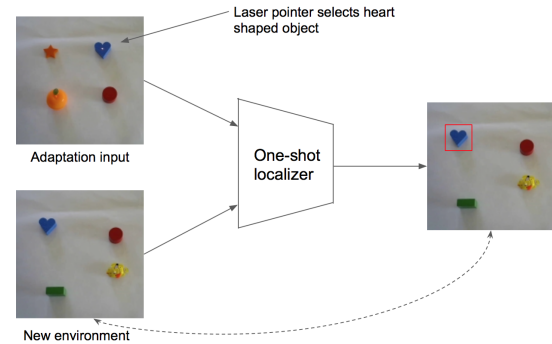 Laser pointer selects heart
shaped object
Adaptation input
One-shot
localizer
New environment